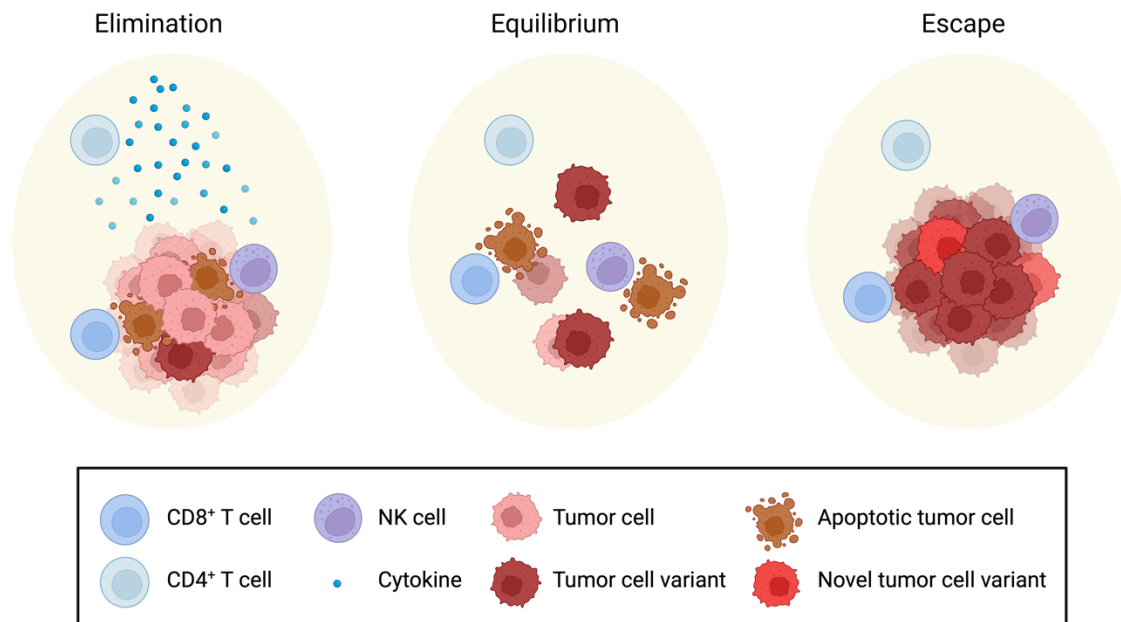 Elimination
Equilibrium
Escape
CD8⁺ T cell
NK cell
Tumor cell
Apoptotic tumor cell
CD4⁺ T cell
Cytokine
Tumor cell variant
Novel tumor cell variant